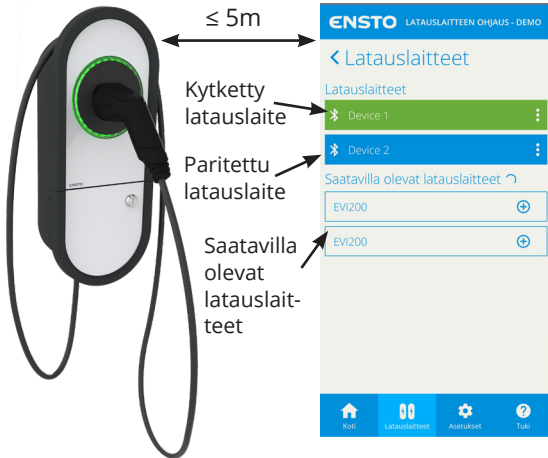 ≤ 5m
ENSTO LATAUSLAITTEEN OHJAUS - DEMO
Latauslaitteet
Latauslaitteet
Kytketty
latauslaite
Device 1
Device 2
Paritettu
latauslaite
Saatavilla olevat latauslaitteet
EVI200
EVI200
Saatavilla
olevat
latauslait-
teet
ENSTO
Koti
Latauslaitteet
Asetukset
Tuki